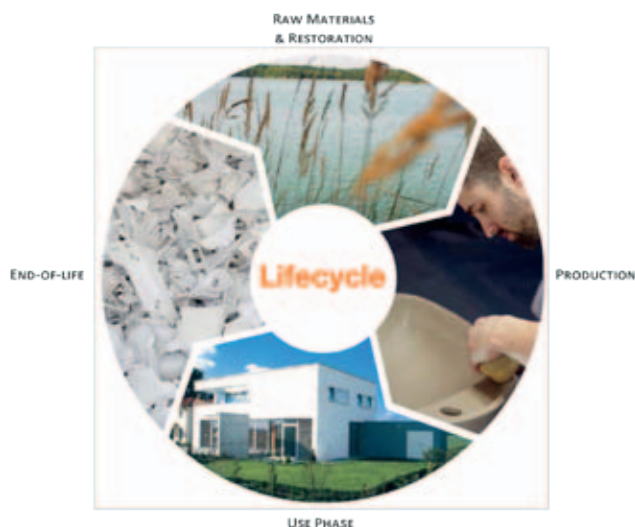 RAW MATERIALS
& RESTORATION
END-OF-LIFE
Lifecycle
PRODUCTION
USE PHASE